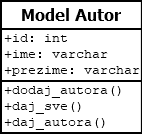 Model Autor
+id: int
+ime: varchar
+prezime: varchar
+dodaj_autora()
+daj_sve()
+daj_autora()